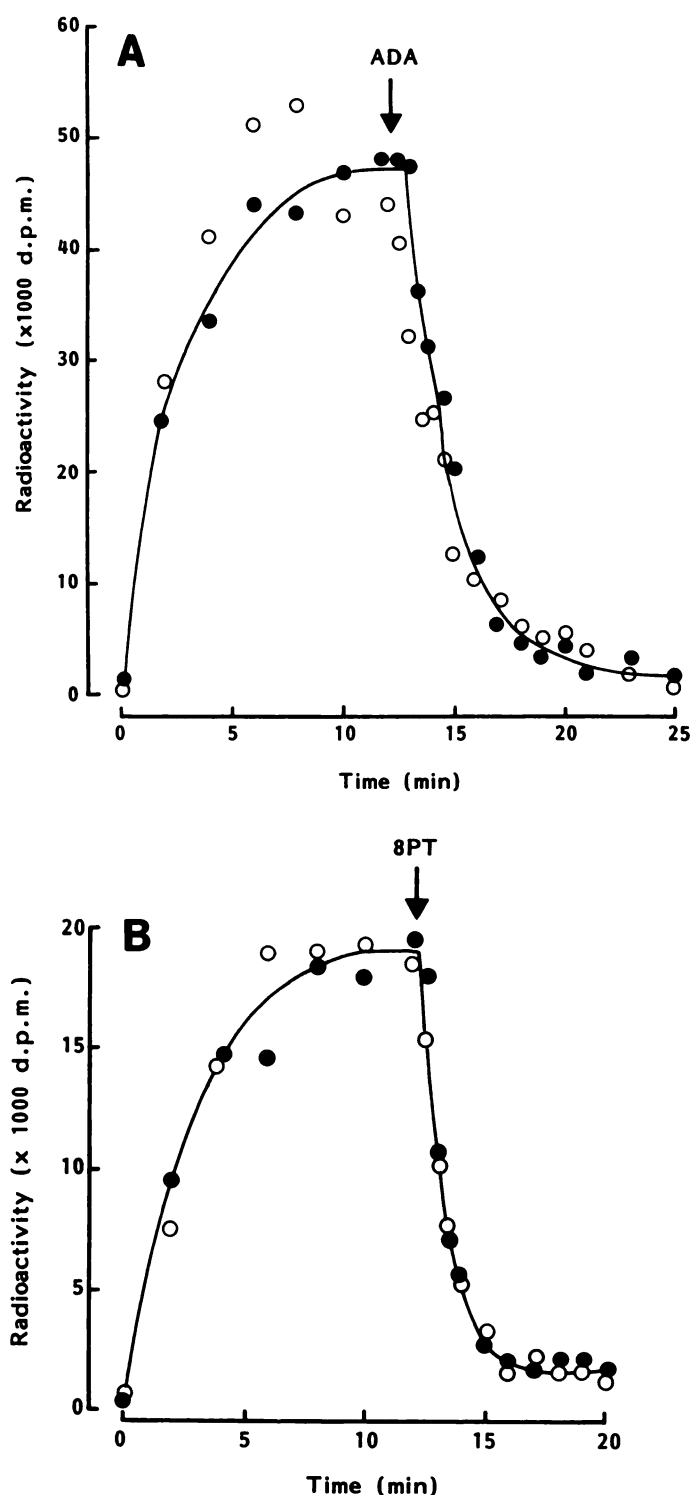 A
ADA
60
50
40
30
20
10
0
Radioactivity (x1000 d.p.m.)
0 5 10 15 20 25
Time (min)
B
8PT
20
15
10
5
0
Radioactivity (x 1000 d.p.m.)
0 5 10 15 20
Time (min)